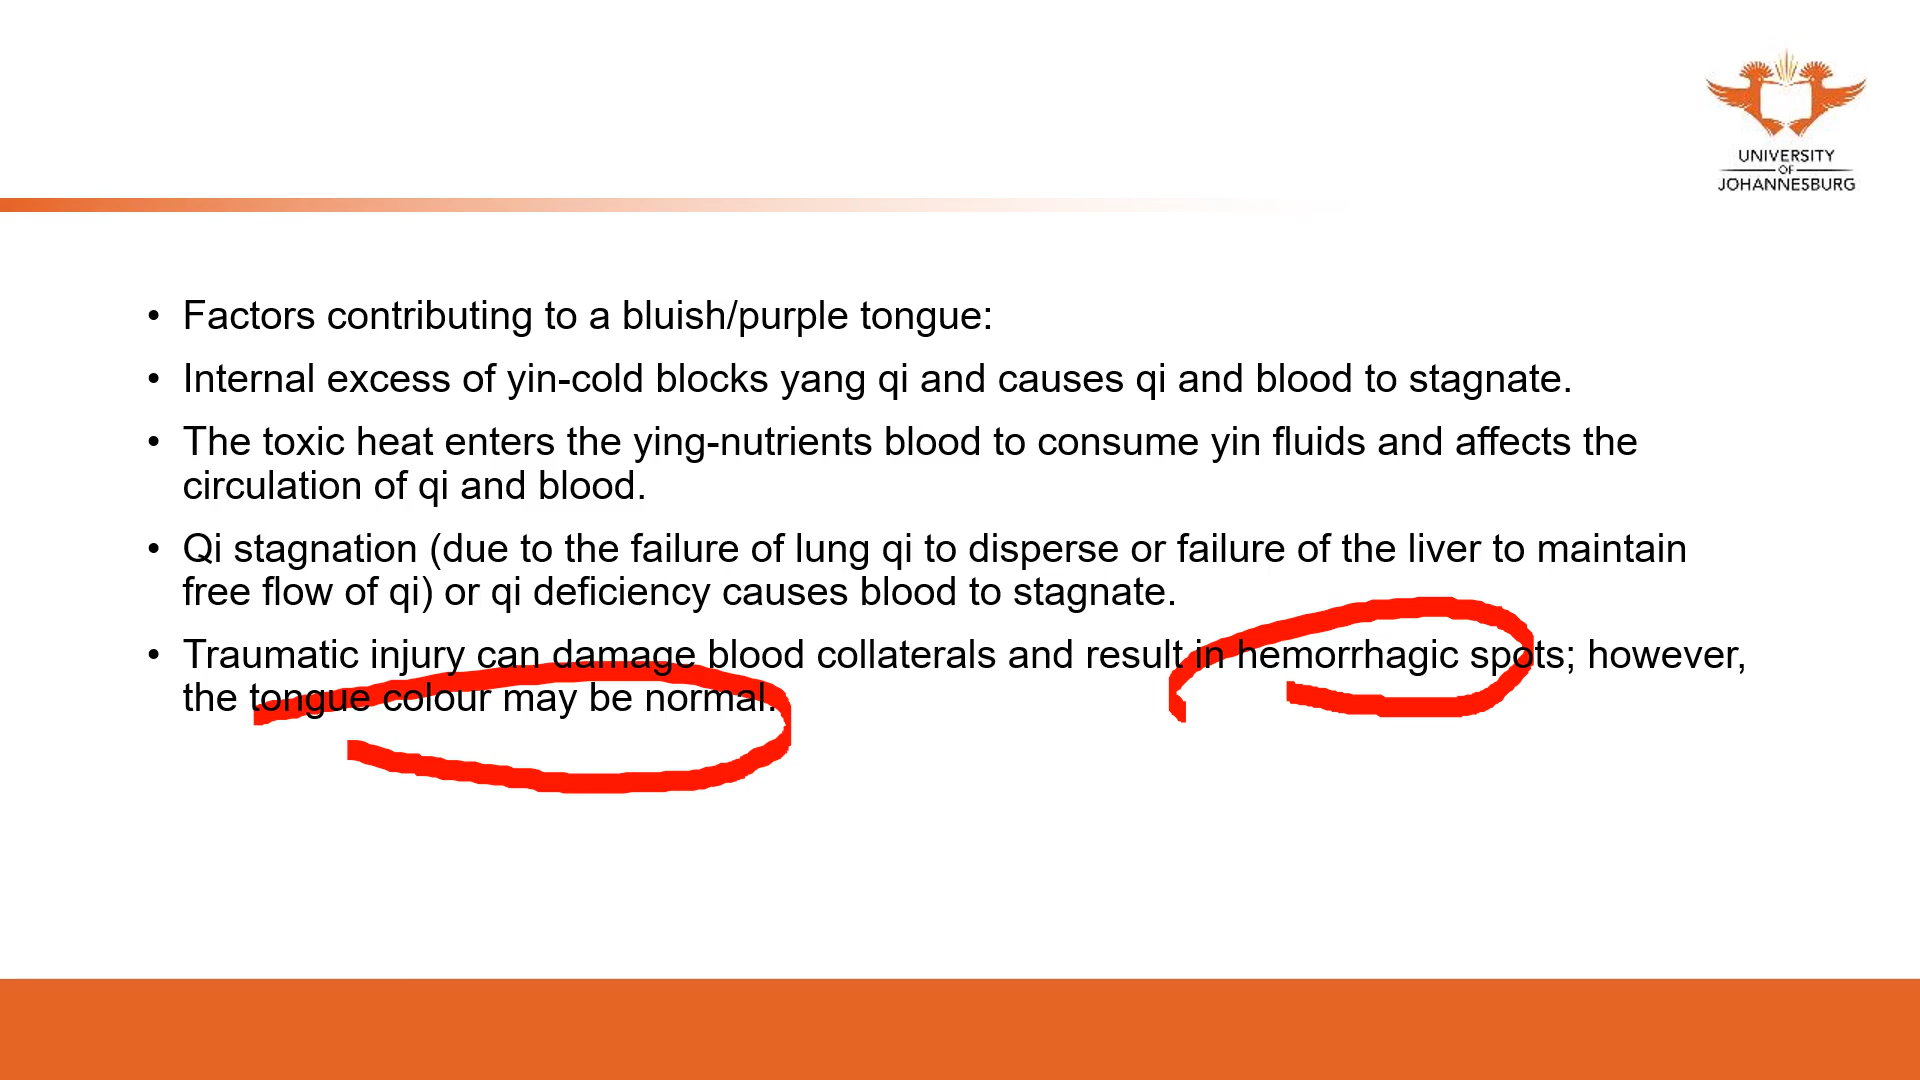 UNIVERSITY
OF
JOHANNESBURG
• Factors contributing to a bluish/purple tongue:
• Internal excess of yin-cold blocks yang qi and causes qi and blood to stagnate.
• The toxic heat enters the ying-nutrients blood to consume yin fluids and affects the
circulation of qi and blood.
• Qi stagnation (due to the failure of lung qi to disperse or failure of the liver to maintain
free flow of qi) or qi deficiency causes blood to stagnate.
• Traumatic injury can damage blood collaterals and result in hemorrhagic spots; however,
the tongue colour may be normal.